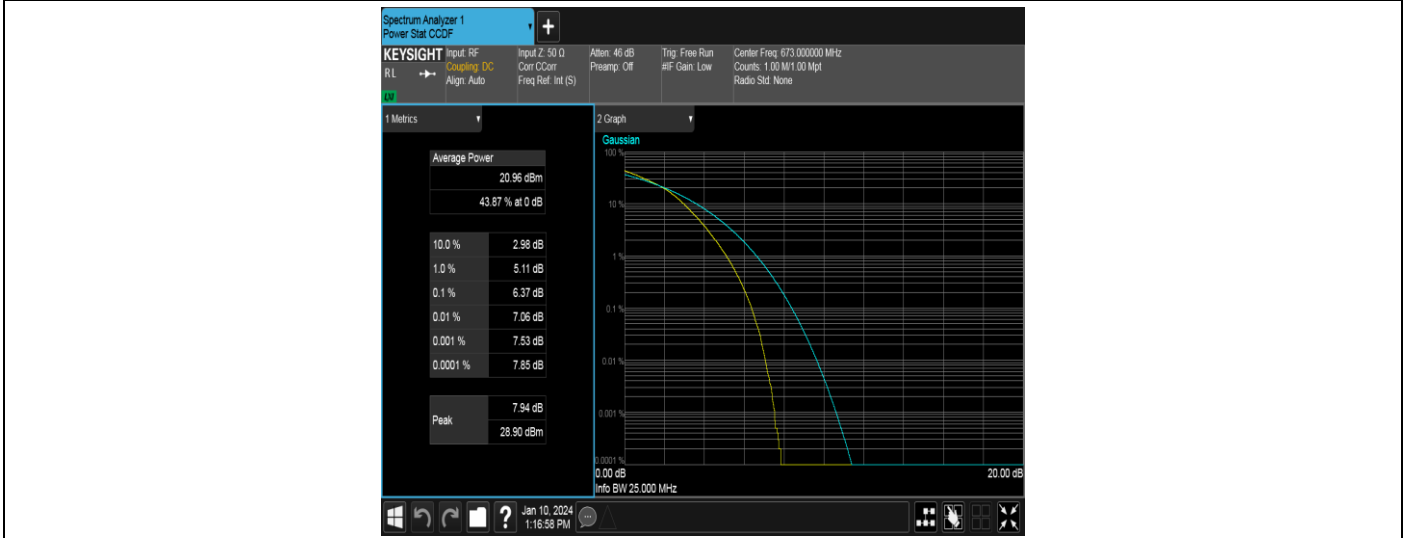 Spectrum Analyzer 1
Power Stat CCDF
+
KEYSIGHT
RL
LXI
Input: RF
Coupling: DC
Align: Auto
Input Z: 50 Ω
Corr CCorr
Freq Ref: Int (S)
Atten: 46 dB
Preamp: Off
Trig: Free Run
#IF Gain: Low
Center Freq: 673.000000 MHz
Counts: 1.00 M/1.00 Mpt
Radio Std: None
1 Metrics
Average Power
20.96 dBm
43.87 % at 0 dB
10.0 % 2.98 dB
1.0 % 5.11 dB
0.1 % 6.37 dB
0.01 % 7.06 dB
0.001 % 7.53 dB
0.0001 % 7.85 dB
Peak
7.94 dB
28.90 dBm
2 Graph
Gaussian
100 %
10 %
1 %
0.1 %
0.01 %
0.001 %
0.0001 %
0.00 dB 20.00 dB
Info BW 25.000 MHz
?
Jan 10, 2024
1:16:58 PM